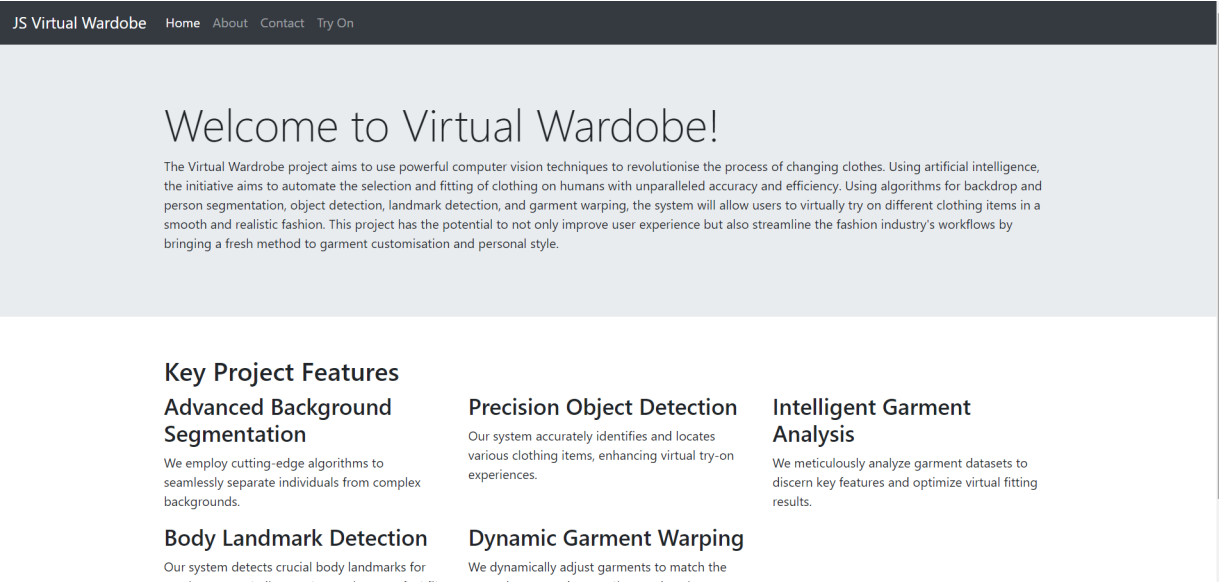 JS Virtual Wardobe Home About Contact Try On
Welcome to Virtual Wardobe!
The Virtual Wardrobe project aims to use powerful computer vision techniques to revolutionise the process of changing clothes. Using artificial intelligence,
the initiative aims to automate the selection and fitting of clothing on humans with unparalleled accuracy and efficiency. Using algorithms for backdrop and
person segmentation, object detection, landmark detection, and garment warping, the system will allow users to virtually try on different clothing items in a
smooth and realistic fashion. This project has the potential to not only improve user experience but also streamline the fashion industry's workflows by
bringing a fresh method to garment customisation and personal style.
Key Project Features
Advanced Background
Segmentation
We employ cutting-edge algorithms to
seamlessly separate individuals from complex
backgrounds.
Precision Object Detection
Our system accurately identifies and locates
various clothing items, enhancing virtual try-on
experiences.
Intelligent Garment
Analysis
We meticulously analyze garment datasets to
discern key features and optimize virtual fitting
results.
Body Landmark Detection
Our system detects crucial body landmarks for
Dynamic Garment Warping
We dynamically adjust garments to match the